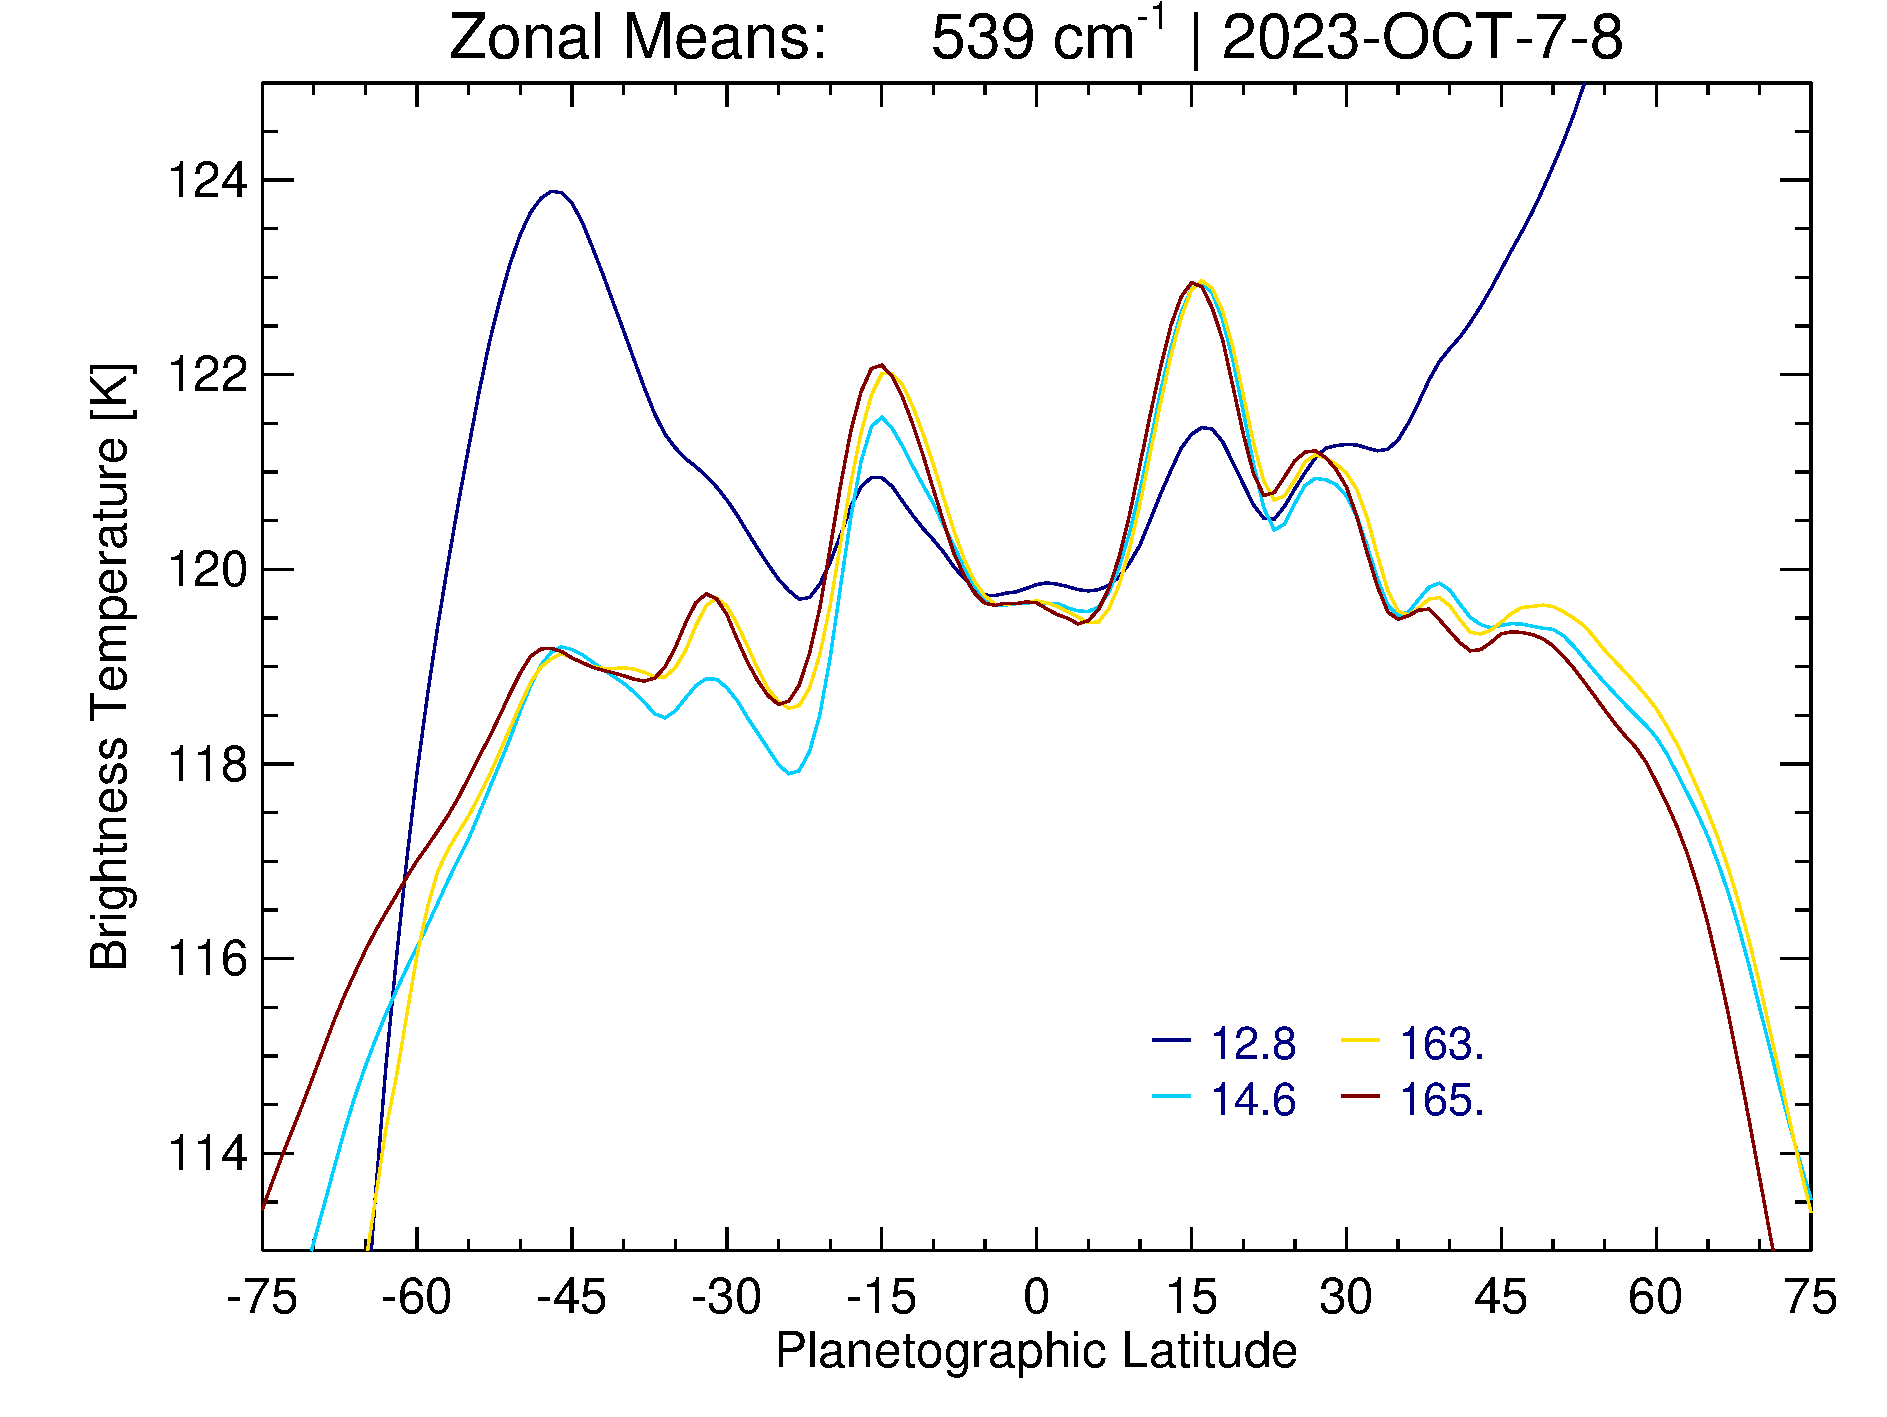 Zonal Means: 539 cm-1 | 2023-OCT-7-8
Brightness Temperature [K]
124
122
120
118
116
114
12.8 163.
14.6 165.
-75 -60 -45 -30 -15 0 15 30 45 60 75
Planetographic Latitude